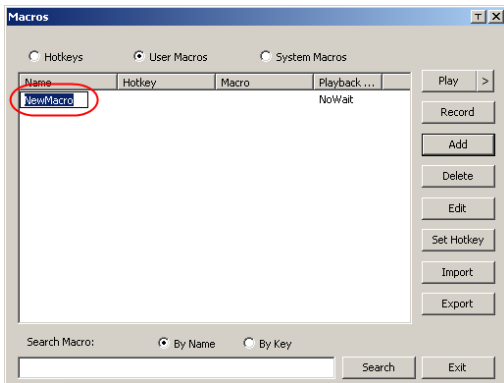 Macros
Hotkeys User Macros System Macros
Name Hotkey Macro Playback ...
NewMacro NoWait
Play >
Record
Add
Delete
Edit
Set Hotkey
Import
Export
Search Macro: By Name By Key
Search Exit